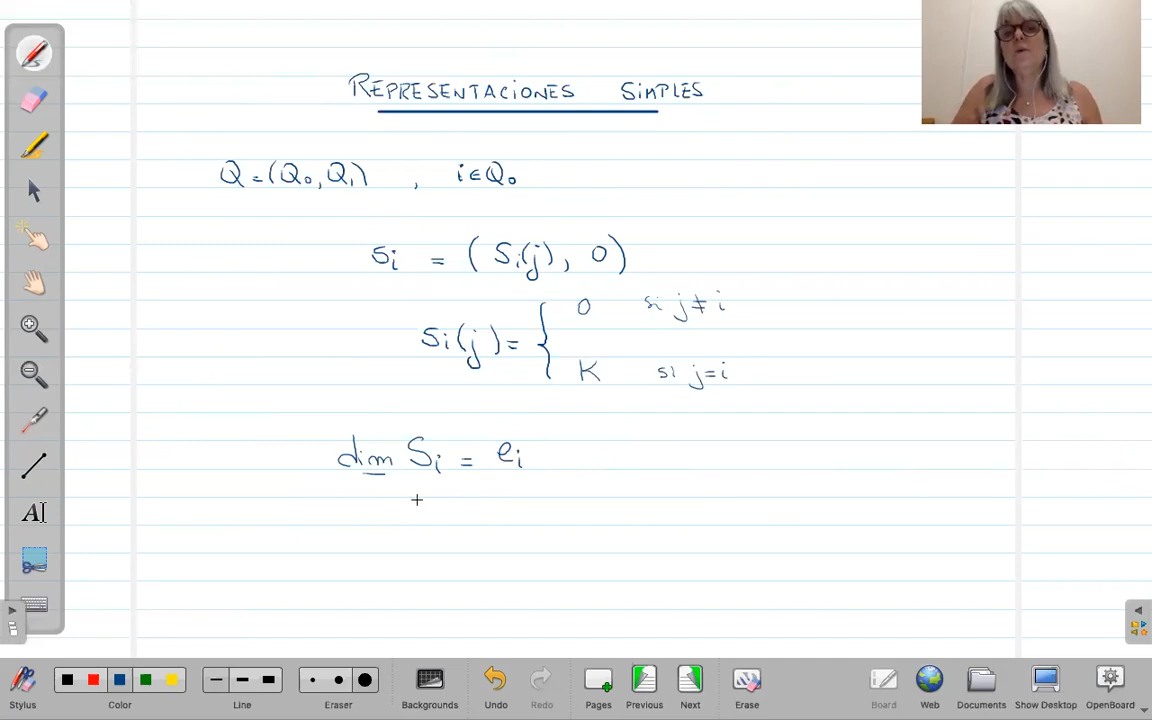 REPRESENTACIONES SIMPLES
Q=(Q₀,Q₁) , i∈Q₀
Sᵢ = (Sᵢ(j), 0)
Sᵢ(j)= { 0 si j≠i
K si j=i
dim Sᵢ = eᵢ
A
Stylus
Color
Line
Eraser
Backgrounds
Undo
Redo
Pages
Previous
Next
Erase
Board
Web
Documents
Show Desktop
OpenBoard